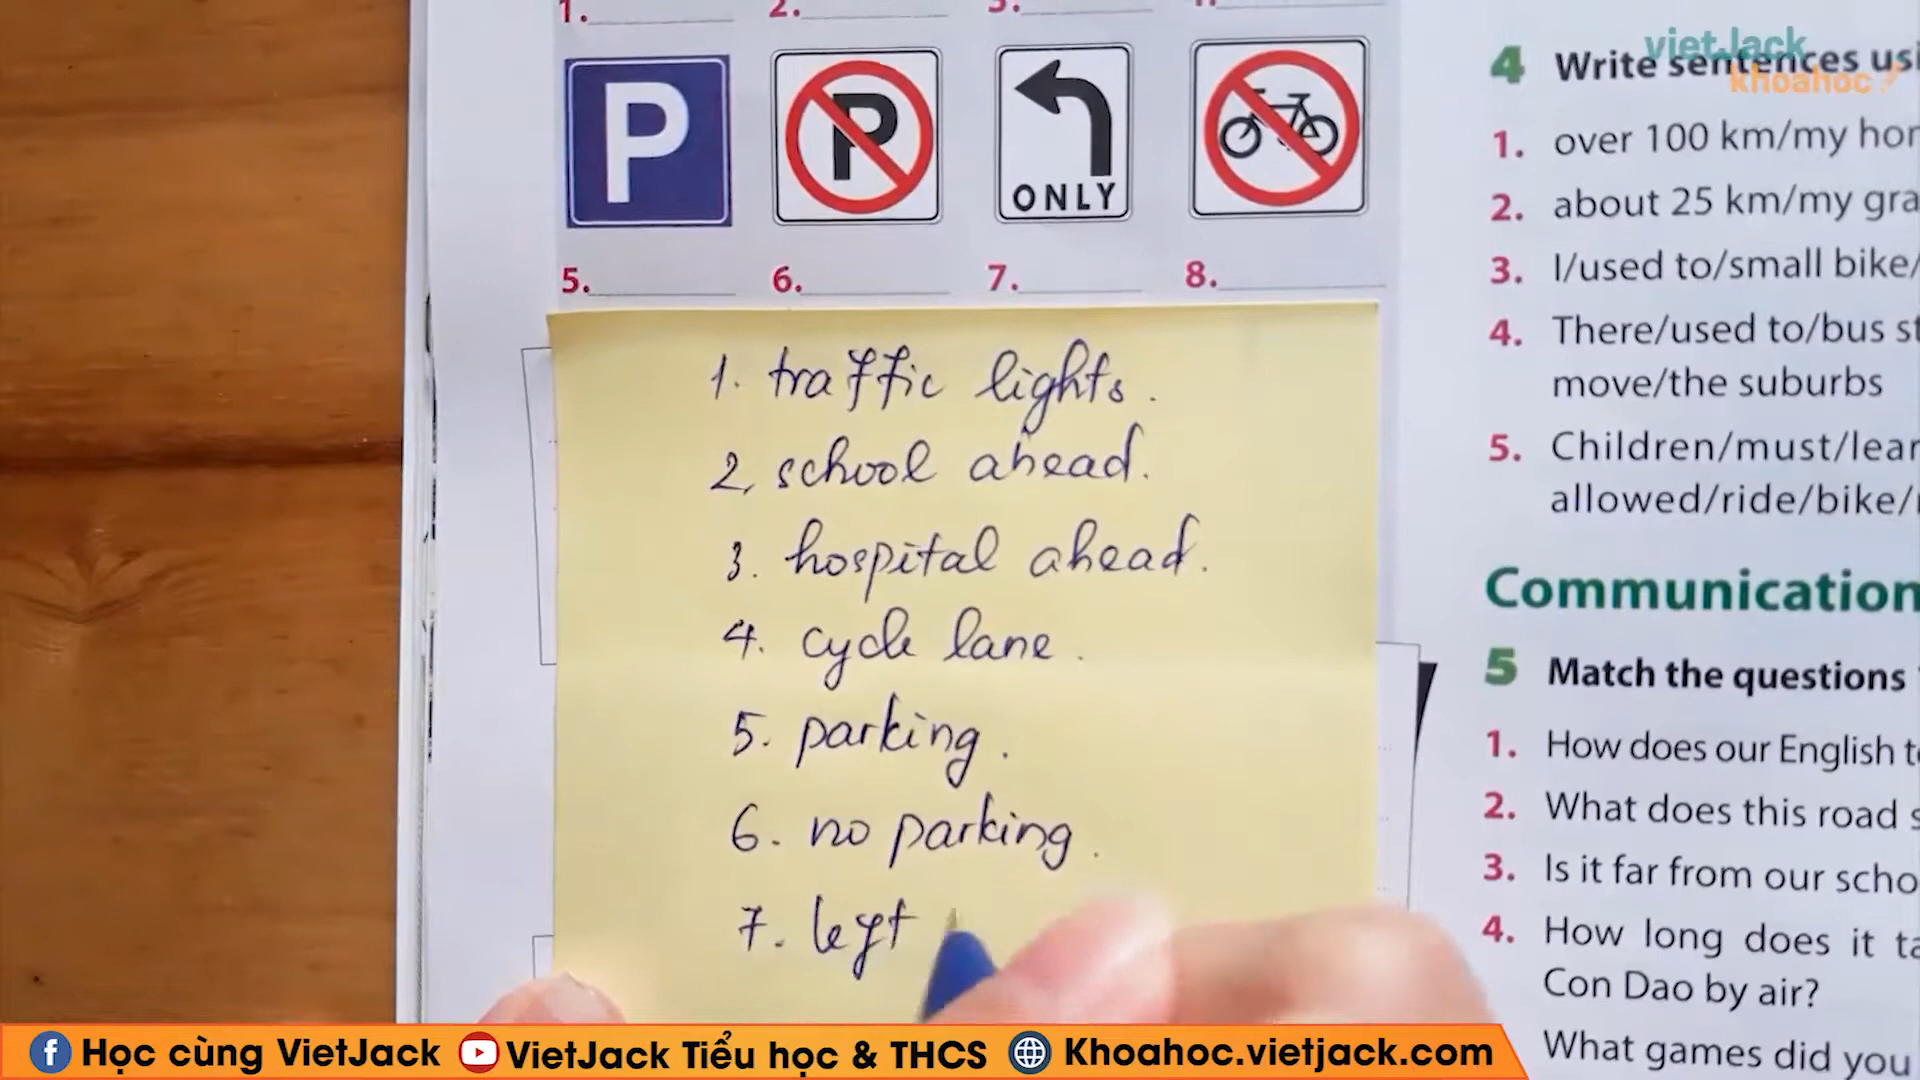 1.
2.
3.
P
P
ONLY
5.
6.
7.
8.
1. traffic lights.
2, school ahead.
3. hospital ahead.
4. cycle lane.
5. parking.
6. no parking.
7. left
vietJack
khoahoc
4 Write sentences usi
1. over 100 km/my
2. about 25 km/my gra
3. I/used to/small bike/
4. There/used to/bus st
move/the suburbs
5. Children/must/lear
allowed/ride/bike/
Communication
5 Match the questions
1. How does our English t
2. What does this road s
3. Is it far from our scho
4. How long does it ta
Con Dao by air?
What games did you
Học cùng VietJack
VietJack Tiểu học & THCS
Khoahoc.vietjack.com